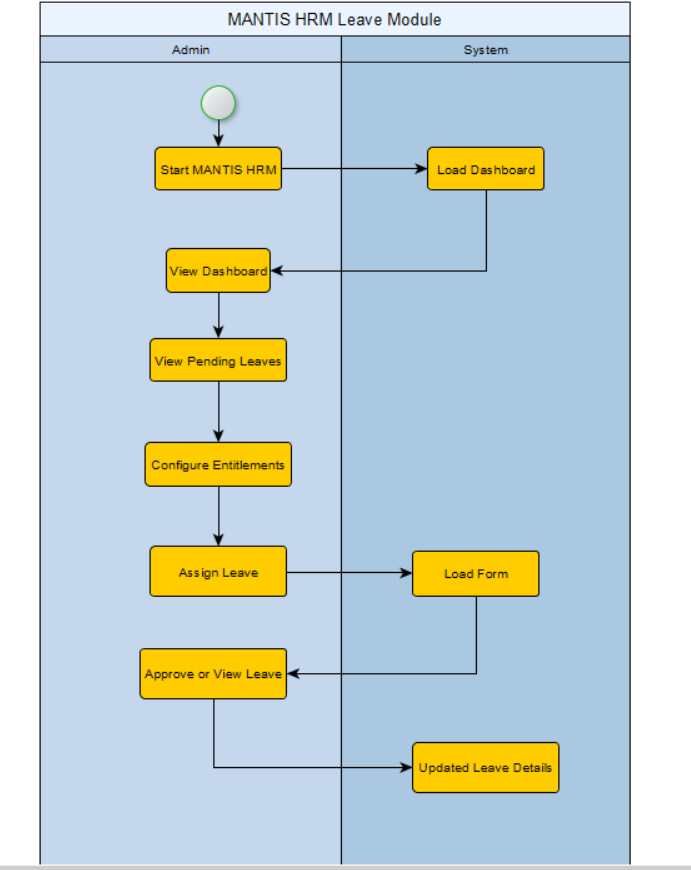 MANTIS HRM Leave Module
Admin
System
Start MANTIS HRM
Load Dashboard
View Dashboard
View Pending Leaves
Configure Entitlements
Assign Leave
Load Form
Approve or View Leave
Updated Leave Details